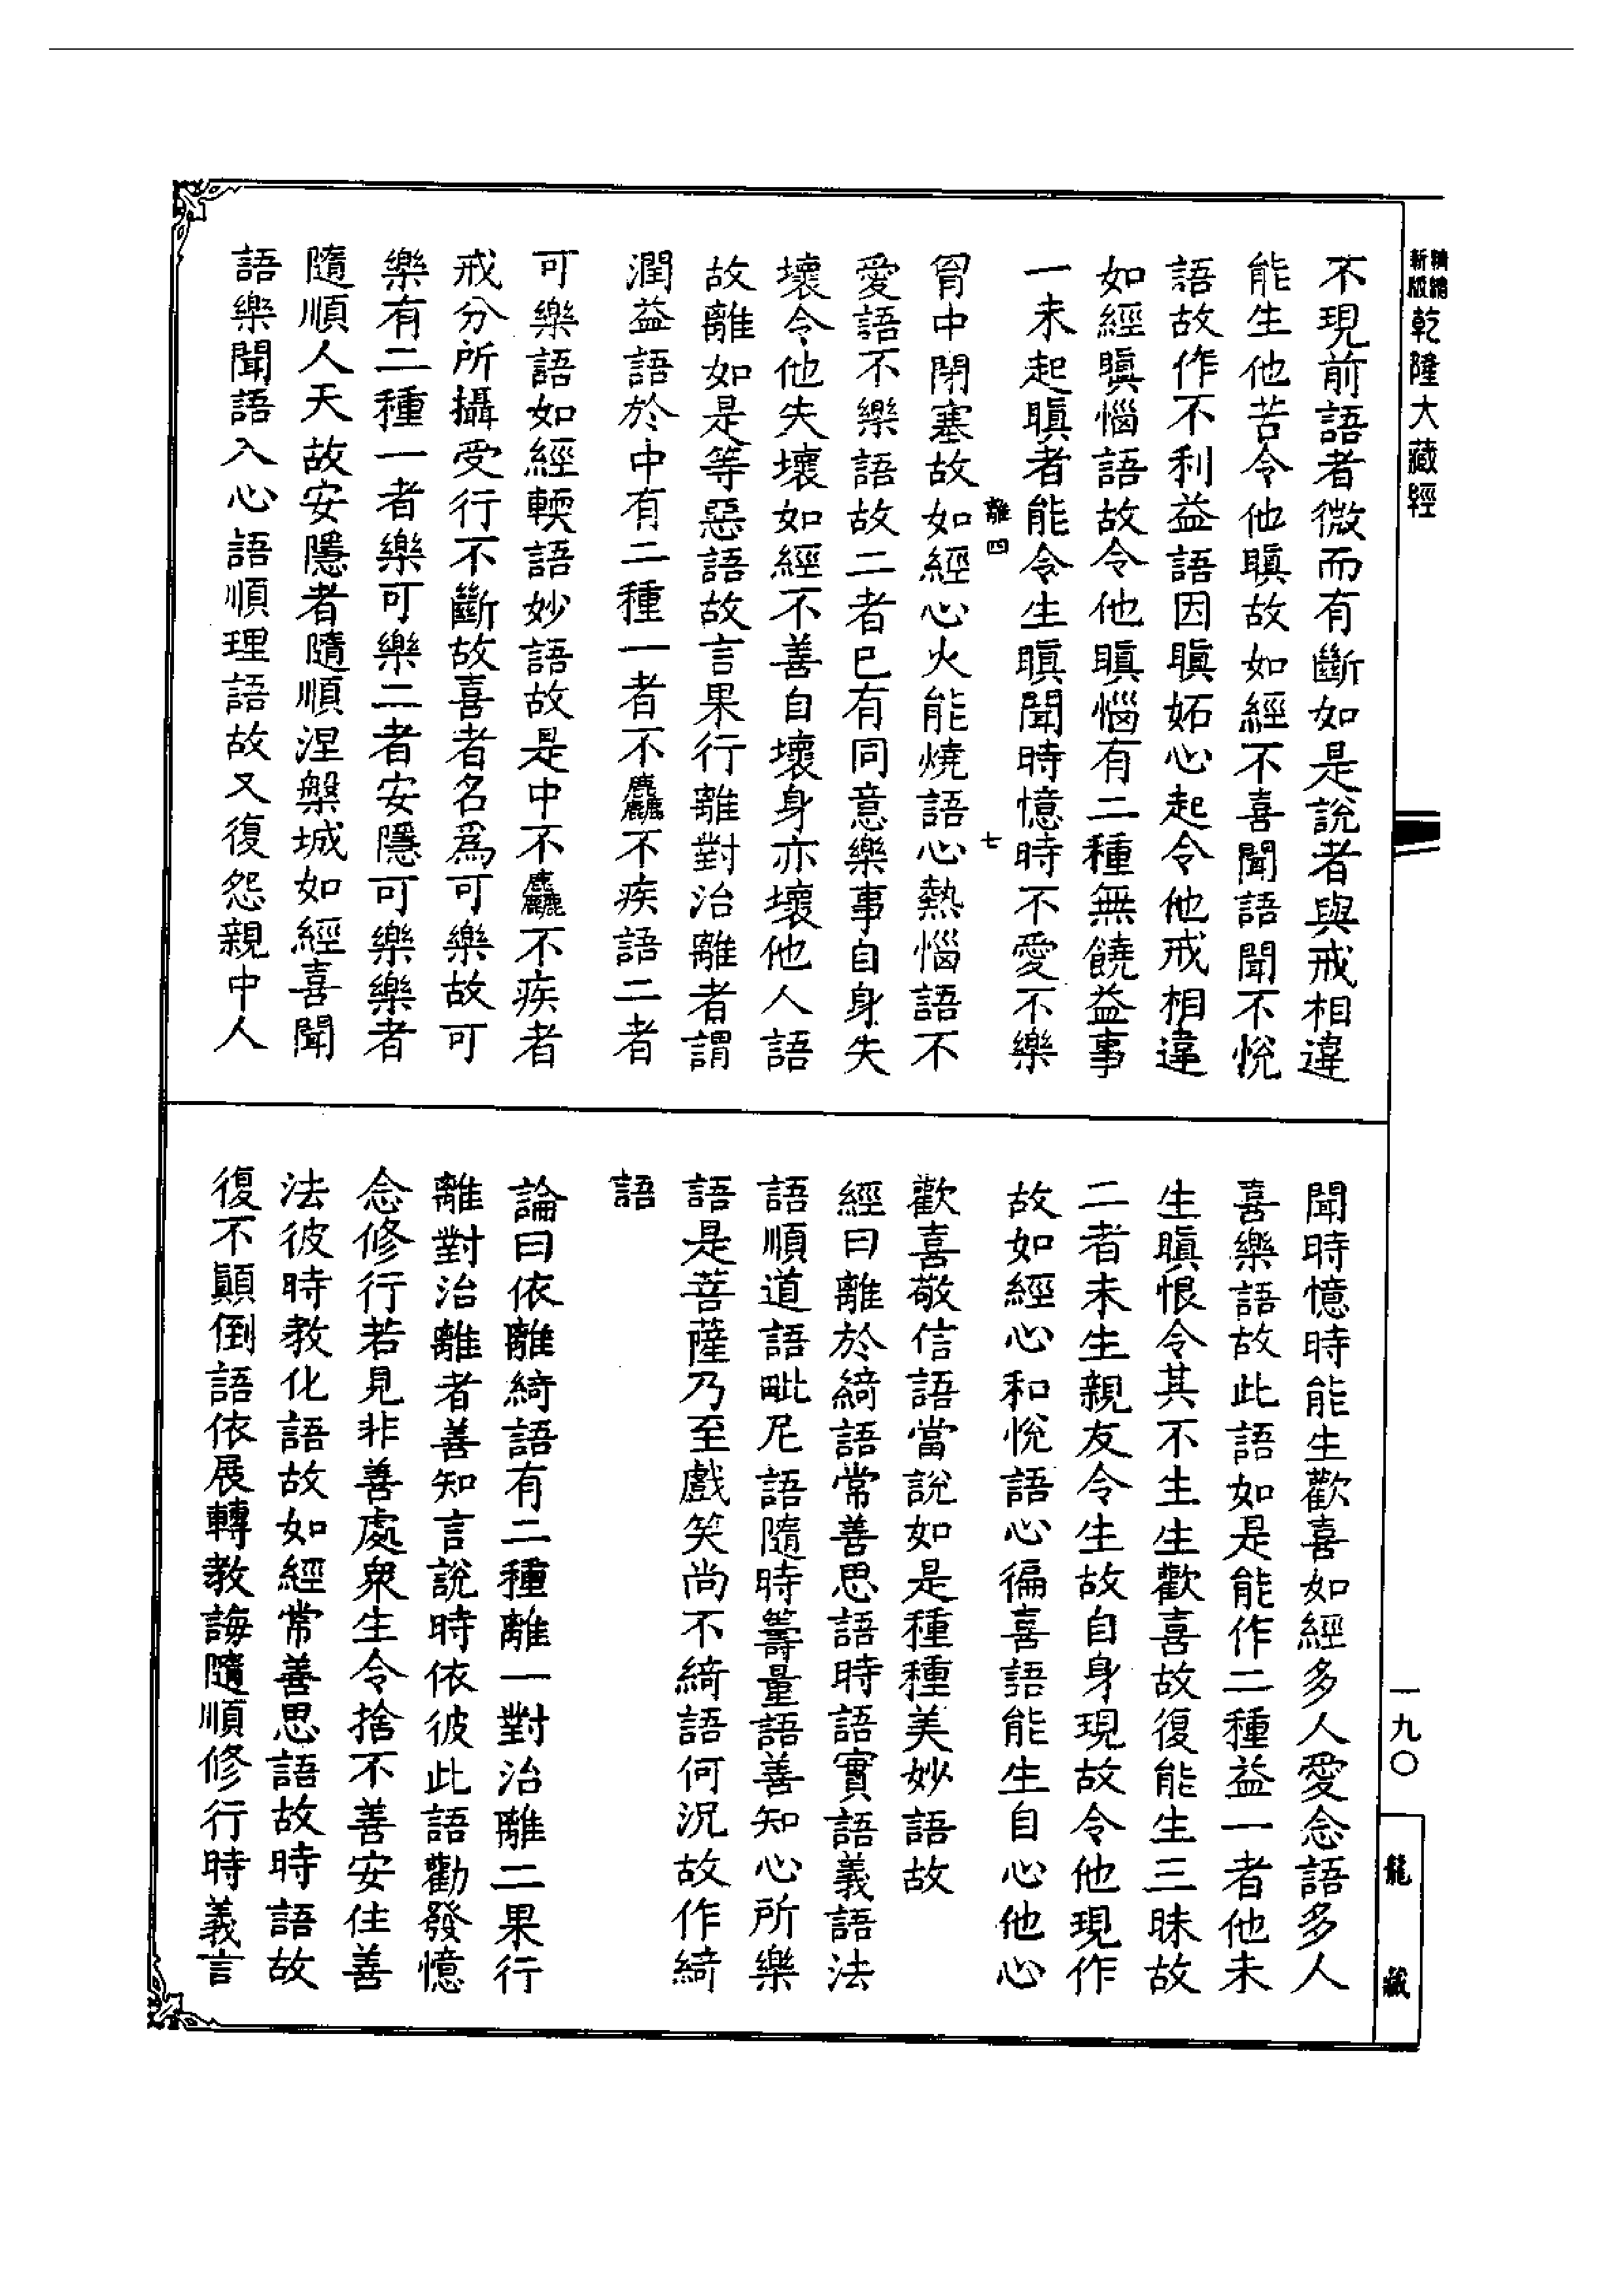 精編
新版
乾隆大藏經
不現前語者微而有斷如是說者與戒相違
能生他苦令他瞋故如經不喜聞語聞不悅
語故作不利益語因瞋妬心起令他戒相違
如經瞋惱語故令他瞋惱有二種無饒益事
一未起瞋者能令生瞋聞時憶時不愛不樂
離四
七
胷中閉塞故如經心火能燒語心熱惱語不
愛語不樂語故二者已有同意樂事自身失
壞令他失壞如經不善自壞身亦壞他人語
故離如是等惡語故言果行離對治離者謂
潤益語於中有二種一者不麤不疾語二者
可樂語如經輭語妙語故是中不麤不疾者
戒分所攝受行不斷故喜者名爲可樂故可
樂有二種一者樂可樂二者安隱可樂樂者
隨順人天故安隱者隨順涅槃城如經喜聞
語樂聞語入心語順理語故又復怨親中人
聞時憶時能生歡喜如經多人愛念語多人
喜樂語故此語如是能作二種益一者他未
生瞋恨令其不生生歡喜故復能生三昧故
二者未生親友令生故自身現故令他現作
故如經心和悅語心徧喜語能生自心他心
歡喜敬信語當說如是種種美妙語故
經曰離於綺語常善思語時語實語義語法
語順道語毗尼語隨時籌量語善知心所樂
語是菩薩乃至戲笑尚不綺語何況故作綺
語
論曰依離綺語有二種離一對治離二果行
離對治離者善知言說時依彼此語勸發憶
念修行若見非善處衆生令捨不善安住善
法彼時教化語故如經常善思語故時語故
復不顚倒語依展轉教誨隨順修行時義言
一九〇
龍藏